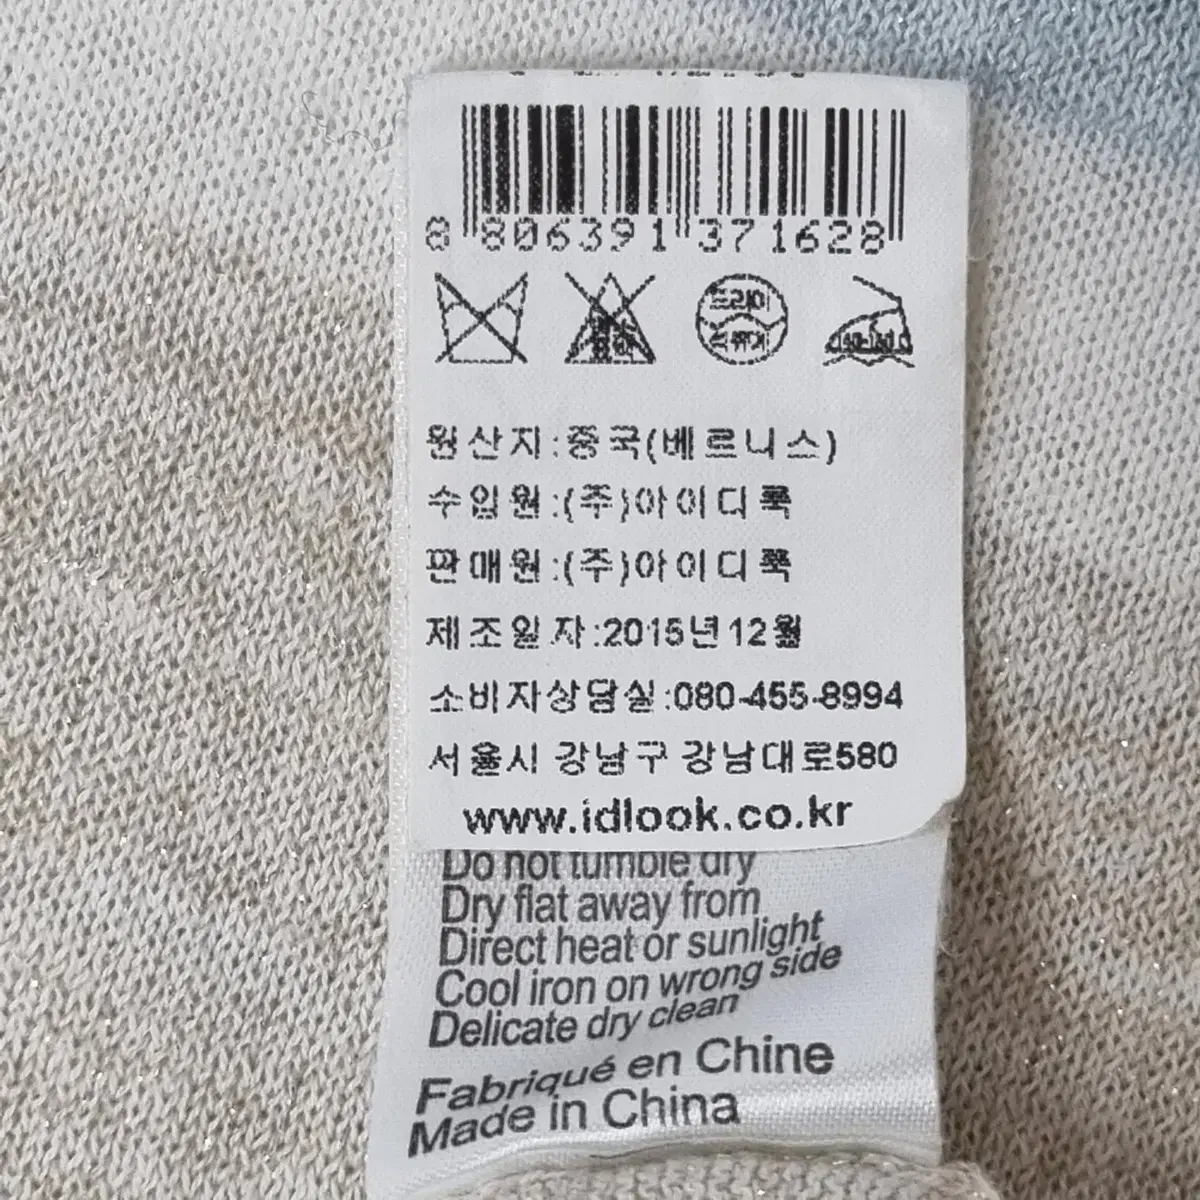 8 806391 371628
드라이
석유계
원산지:중국(베르니스)
수입원:(주)아이디룩
판매원:(주)아이디룩
제조일자:2015년12월
소비자상담실:080-455-8994
서울시 강남구 강남대로580
www.idlook.co.kr
Do not tumble dry
Dry flat away from
Direct heat or sunlight
Cool iron on wrong side
Delicate dry clean
Fabriqué en Chine
Made in China